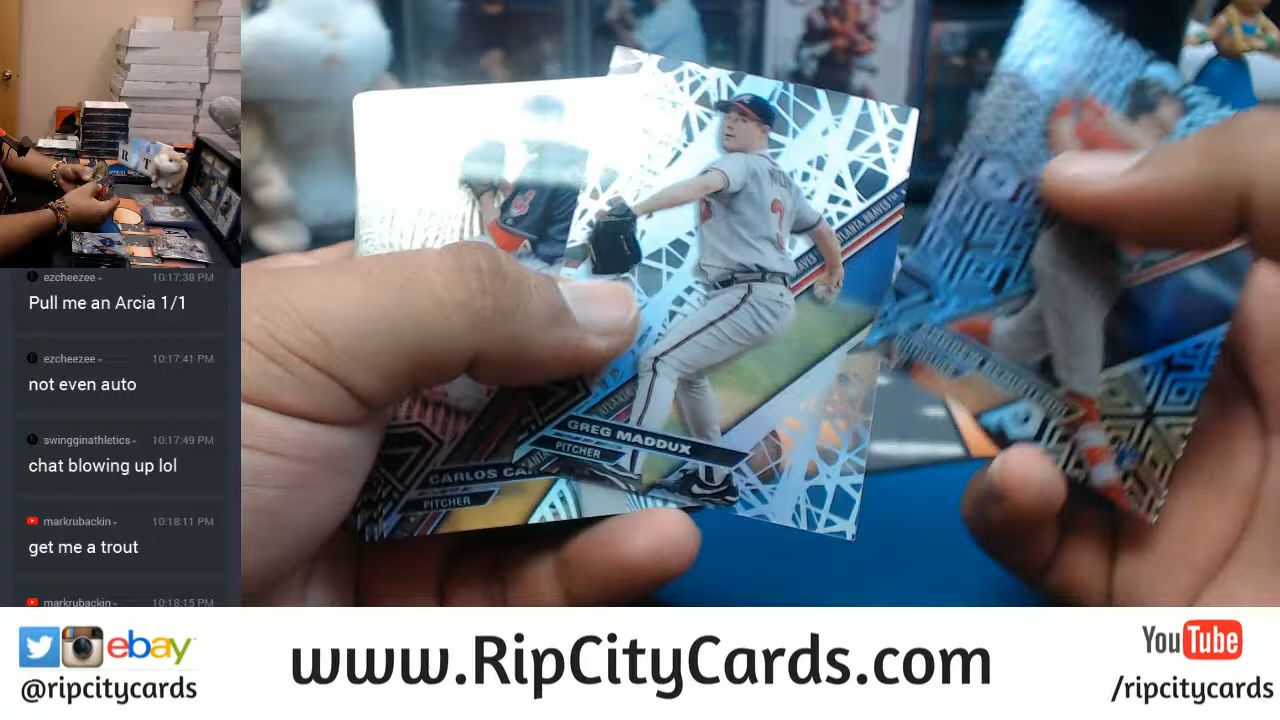 ezcheezee 10:17:38 PM
Pull me an Arcia 1/1
ezcheezee 10:17:41 PM
not even auto
swingginathletics 10:17:49 PM
chat blowing up lol
markrubackin 10:18:11 PM
get me a trout
markrubackin 10:18:15 PM
ATLANTA BRAVES
GREG MADDUX
PITCHER
CARLOS CA
PITCHER
ebay
@ripcitycards
www.RipCityCards.com
YouTube
/ripcitycards